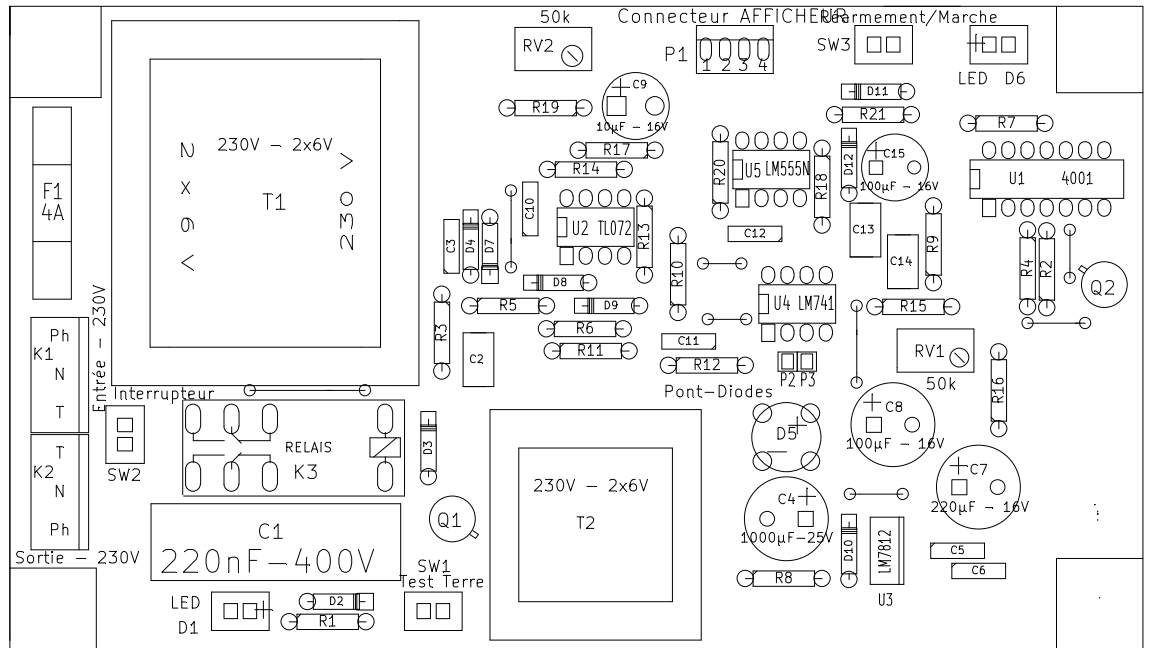 50k
Connecteur AFFICHEUR
Réarmement/Marche
RV2
P1
1 2 3 4
SW3
LED D6
C9
R19
10µF - 16V
D11
R21
R7
230V - 2x6V
2 x 6 V
T1
230 V
F1
4A
R17
R14
R20
U5 LM555N
R18
D12
C15
100µF - 16V
U1 4001
C10
C3
D4
D7
U2 TL072
R13
C12
C13
C14
R9
R4
R2
Q2
R10
D8
D9
R5
R6
R11
R3
C2
C11
R12
U4 LM741
R15
RV1
50k
R16
P2 P3
Entrée - 230V
Ph
K1
N
T
Interrupteur
Pont-Diodes
SW2
RELAIS
K3
D3
D5
C8
100µF - 16V
T
K2
N
Ph
Sortie - 230V
230V - 2x6V
T2
C7
220µF - 16V
Q1
C1
220nF-400V
C4
1000µF-25V
D10
LM7812
U3
C5
C6
SW1
Test Terre
R8
LED
D1
D2
R1